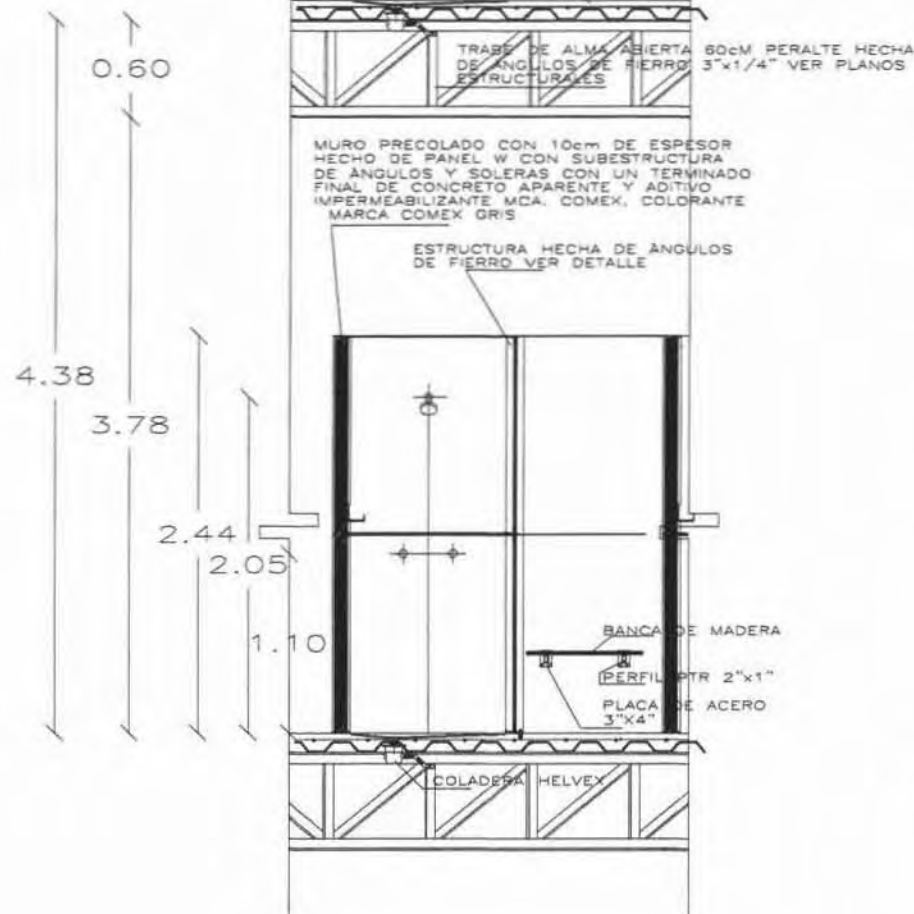 0.60
TRABE DE ALMA ABIERTA 60cM PERALTE HECHA
DE ANGULOS DE FIERRO 3"x1/4" VER PLANOS
ESTRUCTURALES
MURO PRECOLADO CON 10cm DE ESPESOR
HECHO DE PANEL W CON SUBESTRUCTURA
DE ANGULOS Y SOLERAS CON UN TERMINADO
FINAL DE CONCRETO APARENTE Y ADITIVO
IMPERMEABILIZANTE MCA. COMEX, COLORANTE
MARCA COMEX GRIS
ESTRUCTURA HECHA DE ANGULOS
DE FIERRO VER DETALLE
4.38
3.78
2.44
2.05
1.10
BANCA DE MADERA
PERFIL PTR 2"x1"
PLACA DE ACERO
3"X4"
COLADERA HELVEX